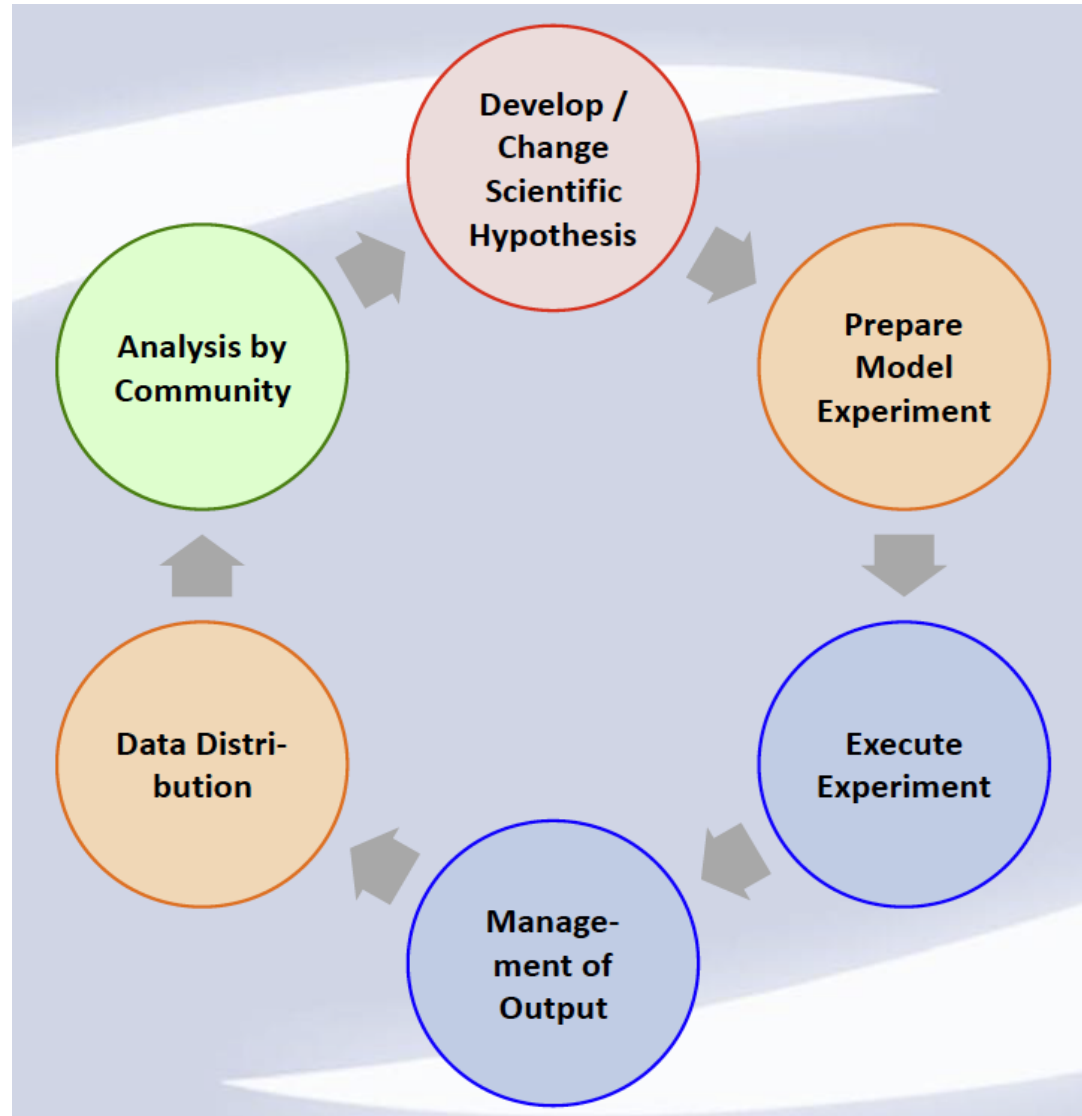 Develop /
Change
Scientific
Hypothesis
Prepare
Model
Experiment
Execute
Experiment
Manage-
ment of
Output
Data Distri-
bution
Analysis by
Community